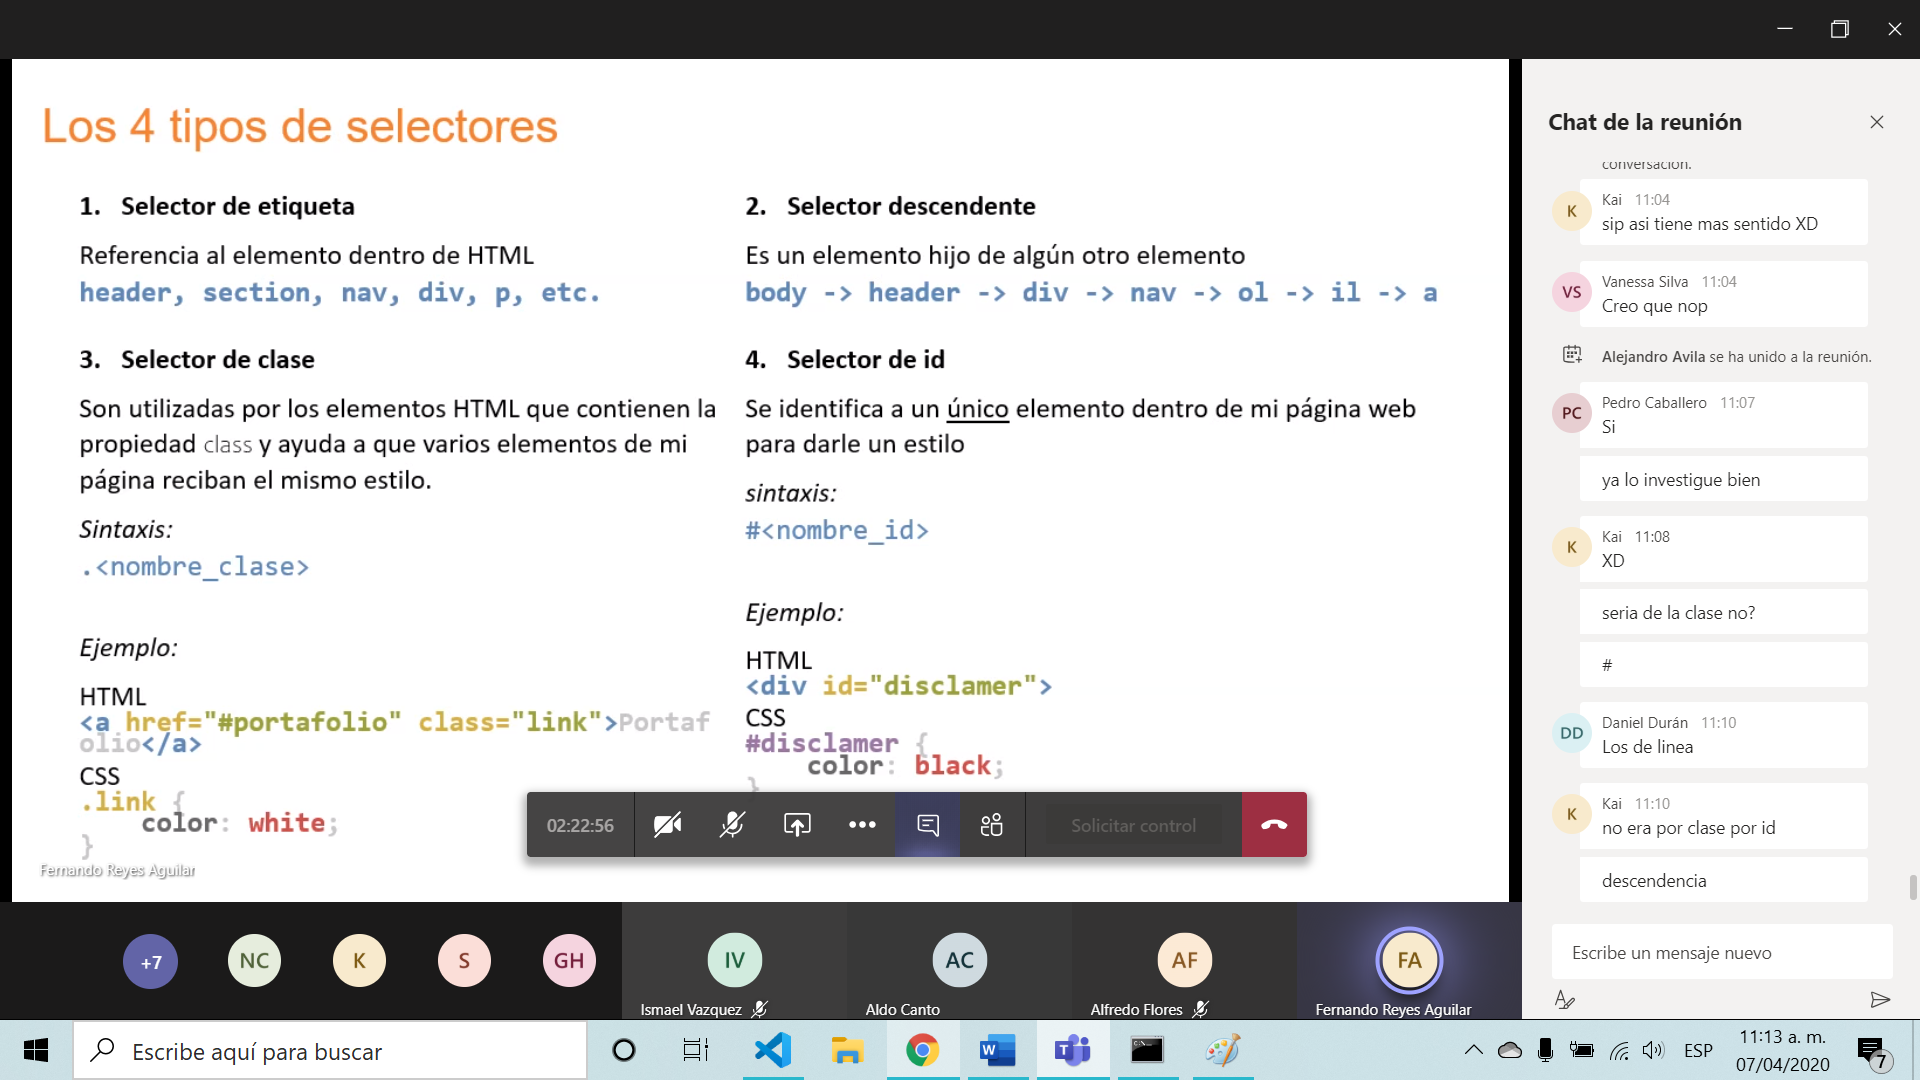 Los 4 tipos de selectores
1. Selector de etiqueta
Referencia al elemento dentro de HTML
header, section, nav, div, p, etc.
2. Selector descendente
Es un elemento hijo de algún otro elemento
body -> header -> div -> nav -> ol -> il -> a
3. Selector de clase
Son utilizadas por los elementos HTML que contienen la
propiedad class y ayuda a que varios elementos de mi
página reciban el mismo estilo.
Sintaxis:
.<nombre_clase>
Ejemplo:
HTML
<a href="#portafolio" class="link">Portaf
olio</a>
CSS
.link {
color: white;
}
4. Selector de id
Se identifica a un único elemento dentro de mi página web
para darle un estilo
sintaxis:
#<nombre_id>
Ejemplo:
HTML
<div id="disclamer">
CSS
#disclamer {
color: black;
}
Fernando Reyes Aguilar
02:22:56
Solicitar control
Chat de la reunión
conversación.
Kai 11:04
K
sip asi tiene mas sentido XD
Vanessa Silva 11:04
VS
Creo que nop
Alejandro Avila se ha unido a la reunión.
Pedro Caballero 11:07
PC
Si
ya lo investigue bien
Kai 11:08
K
XD
seria de la clase no?
#
Daniel Durán 11:10
DD
Los de linea
Kai 11:10
K
no era por clase por id
descendencia
Escribe un mensaje nuevo
+7
NC
K
S
GH
IV
Ismael Vazquez
AC
Aldo Canto
AF
Alfredo Flores
FA
Fernando Reyes Aguilar
Escribe aquí para buscar
ESP
11:13 a. m.
07/04/2020
7